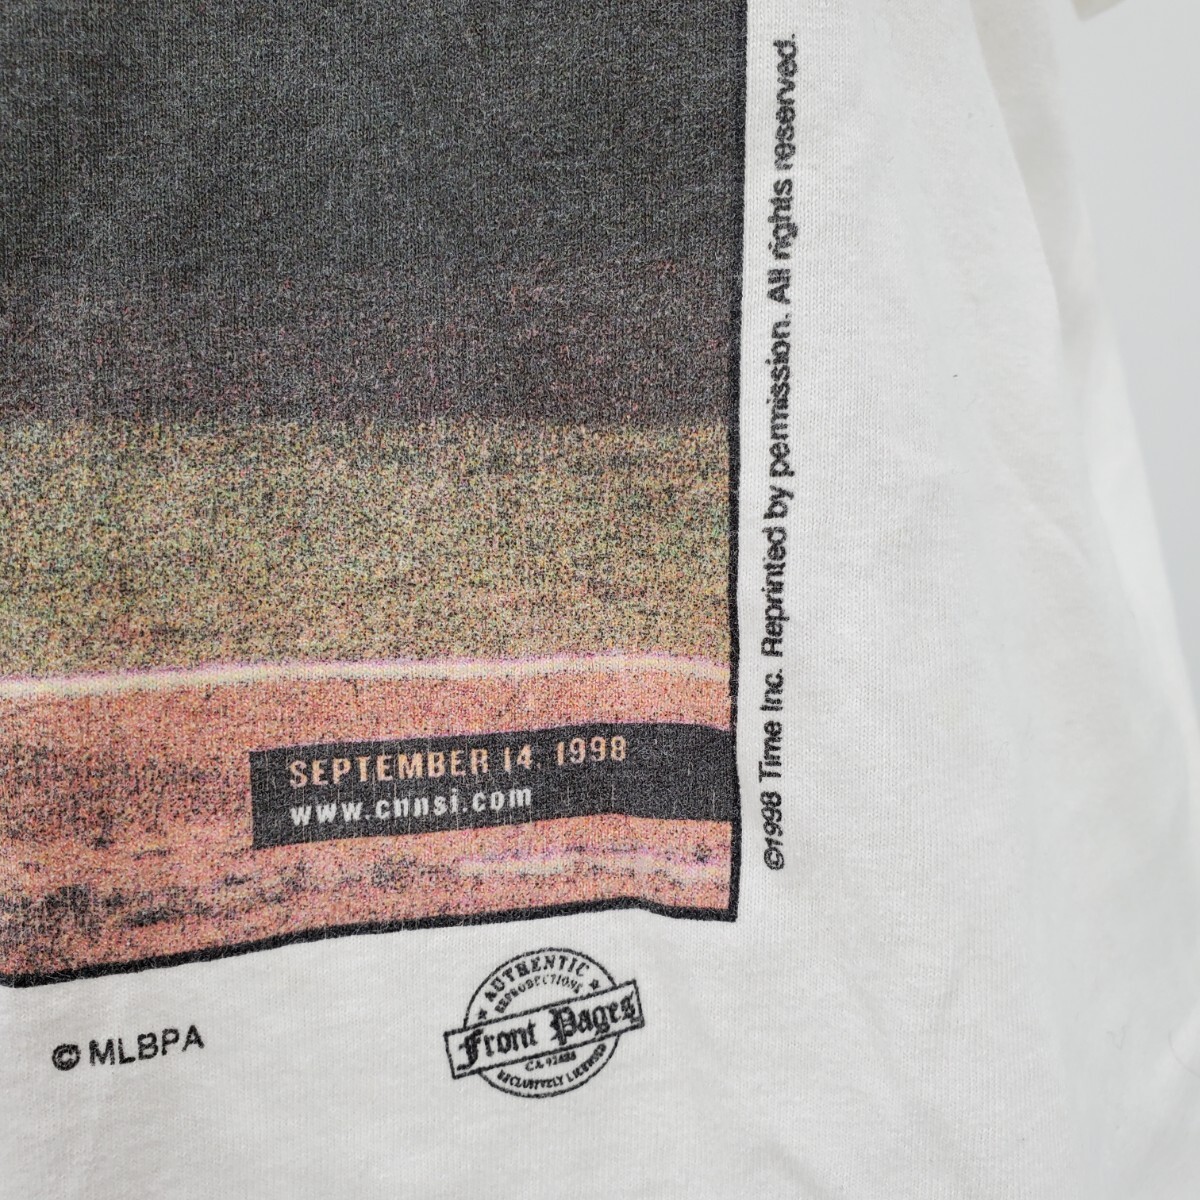 ©1998 Time Inc. Reprinted by permission. All rights reserved.
SEPTEMBER 14, 1998
www.cnnsi.com
© MLBPA
AUTHENTIC
REPRODUCTIONS
Front Pages
EXCLUSIVELY LICENSED